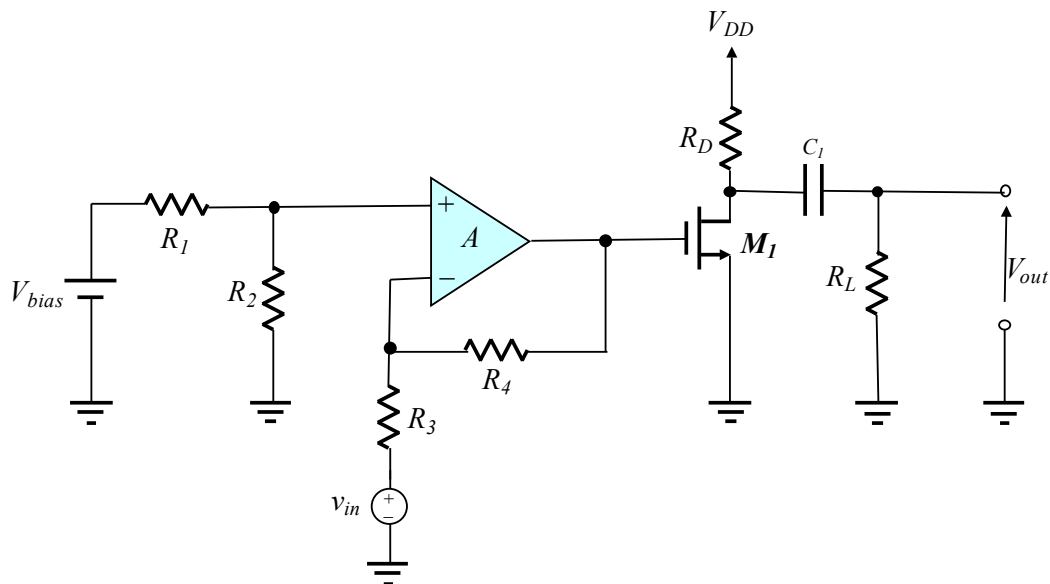 V_DD
R_D
C_1
R_1
+
A
M_1
V_bias
R_2
−
R_L
V_out
R_4
R_3
v_in
+
−